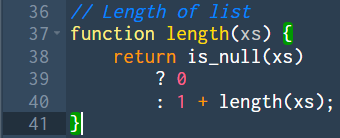 36 // Length of list
37 function length(xs) {
38     return is_null(xs)
39         ? 0
40         : 1 + length(xs);
41 }